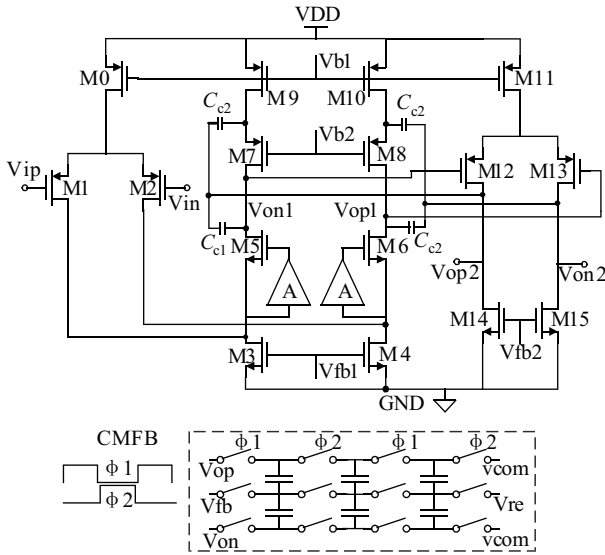 VDD
M0 Vb1 M11
M9 M10
Cc2 Cc2
M7 Vb2 M8
Vip M12 M13
M1 M2
Vin
Von1 Vop1
Cc1 M5 M6 Cc2
Vop2 Von2
A A
M14 M15
M3 M4
Vfb1 Vfb2
GND
CMFB
ϕ1 ϕ2 ϕ1 ϕ2
Vop vcom
ϕ1
Vfb Vre
ϕ2
Von vcom